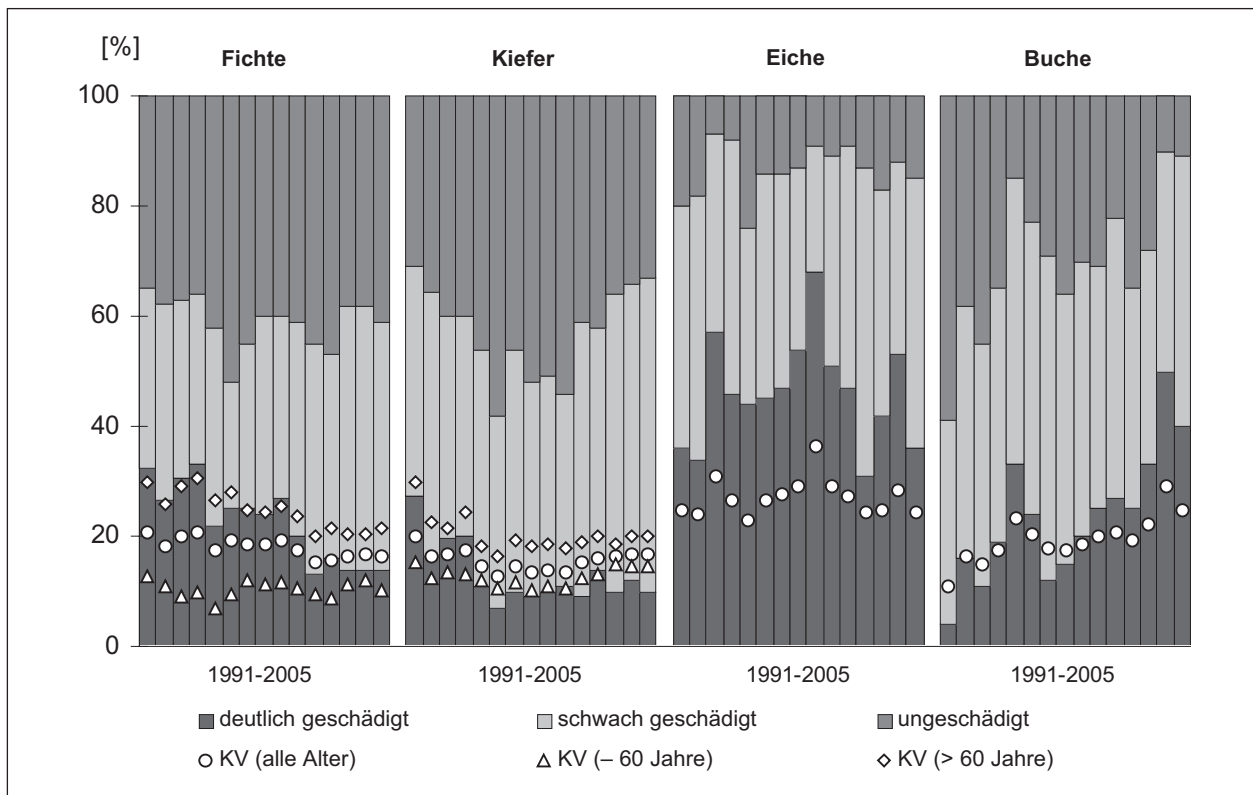 [%]
Fichte Kiefer Eiche Buche
100
80
60
40
20
0
1991-2005 1991-2005 1991-2005 1991-2005
deutlich geschädigt schwach geschädigt ungeschädigt
KV (alle Alter) KV (– 60 Jahre) KV (> 60 Jahre)